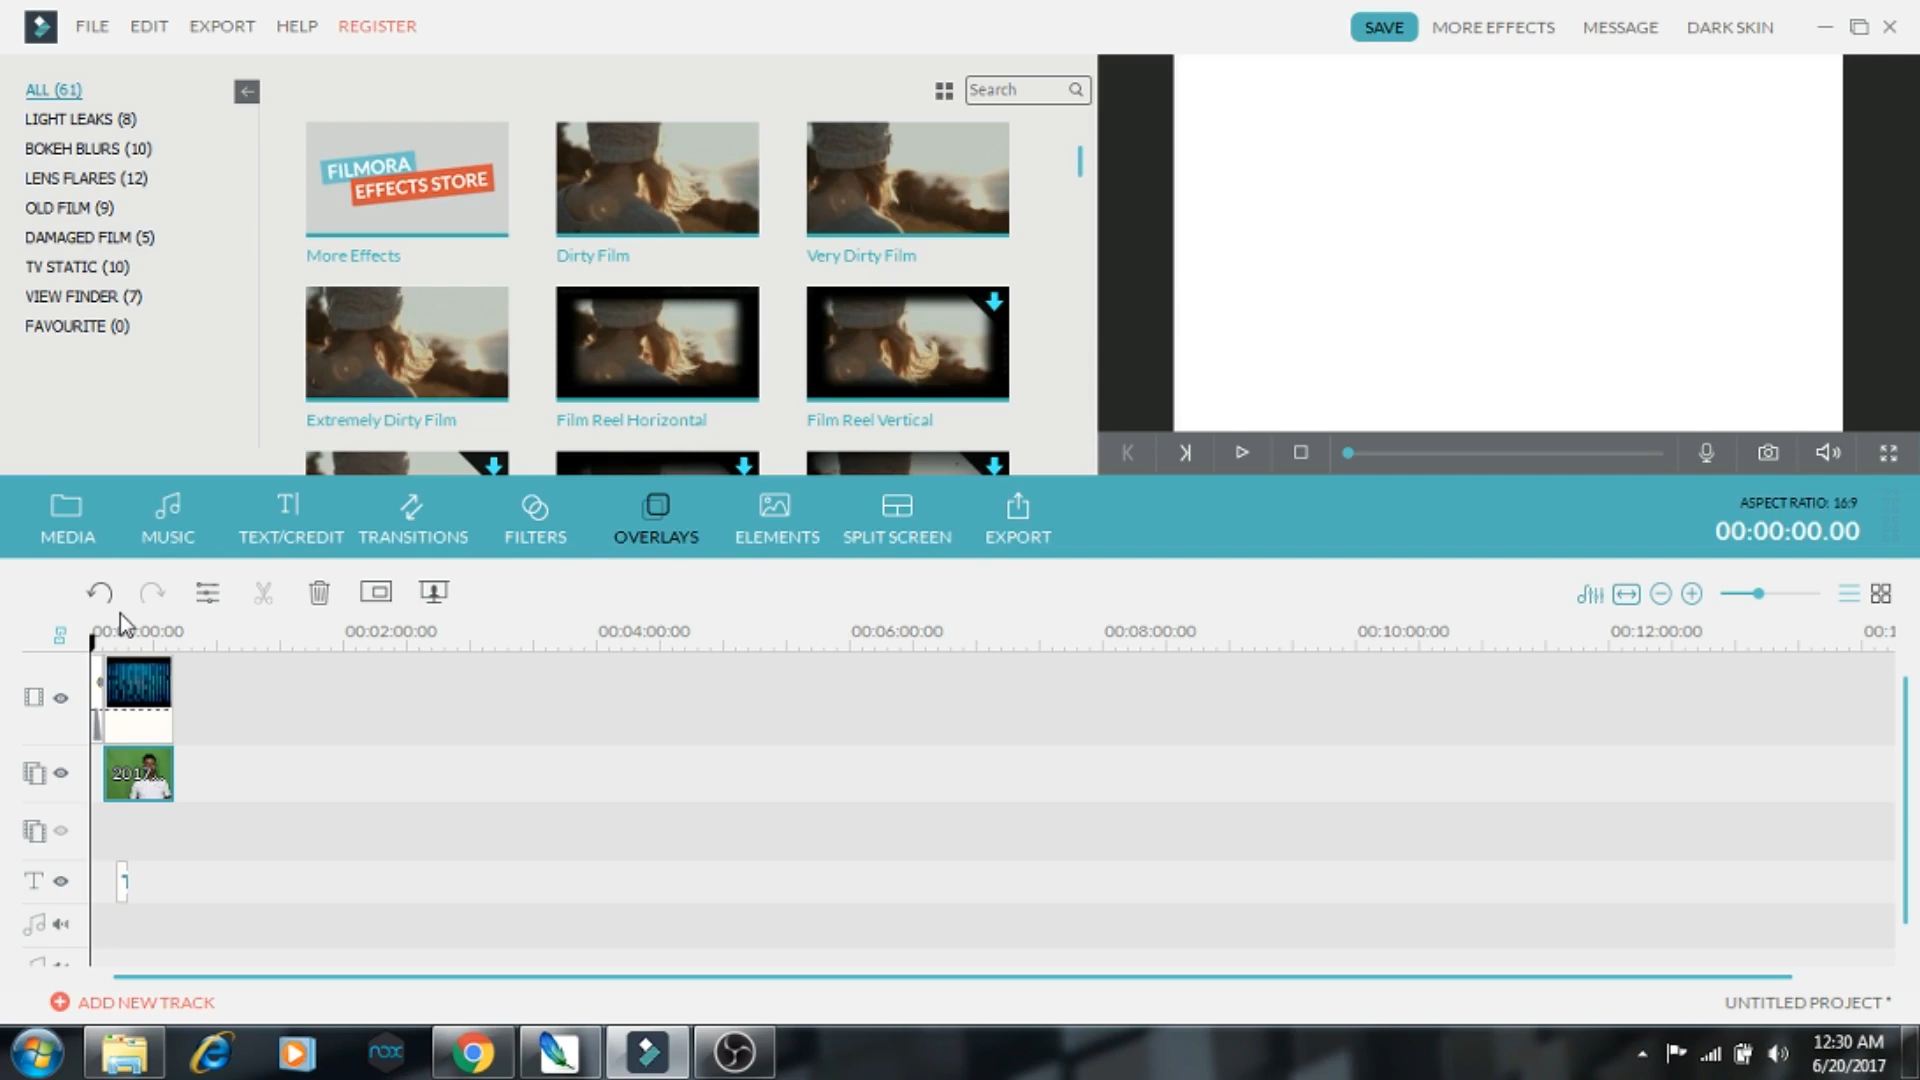 FILE EDIT EXPORT HELP REGISTER
SAVE MORE EFFECTS MESSAGE DARK SKIN
ALL (61)
LIGHT LEAKS (8)
BOKEH BLURS (10)
LENS FLARES (12)
OLD FILM (9)
DAMAGED FILM (5)
TV STATIC (10)
VIEW FINDER (7)
FAVOURITE (0)
Search
FILMORA
EFFECTS STORE
More Effects Dirty Film Very Dirty Film
Extremely Dirty Film Film Reel Horizontal Film Reel Vertical
MEDIA MUSIC TEXT/CREDIT TRANSITIONS FILTERS OVERLAYS ELEMENTS SPLIT SCREEN EXPORT
ASPECT RATIO: 16:9
00:00:00.00
00:02:00:00 00:04:00:00 00:06:00:00 00:08:00:00 00:10:00:00 00:12:00:00
2017...
T
ADD NEW TRACK
UNTITLED PROJECT *
nox
12:30 AM
6/20/2017